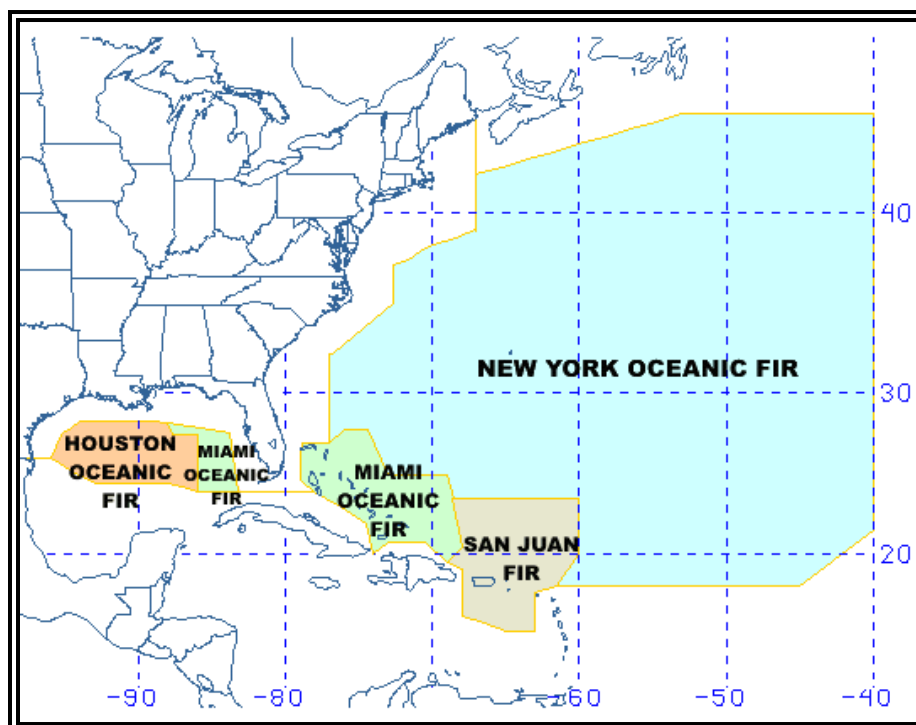 40
NEW YORK OCEANIC FIR
30
HOUSTON
OCEANIC
FIR
MIAMI
OCEANIC
FIR
MIAMI
OCEANIC
FIR
SAN JUAN
FIR
20
-90
-80
-60
-50
-40